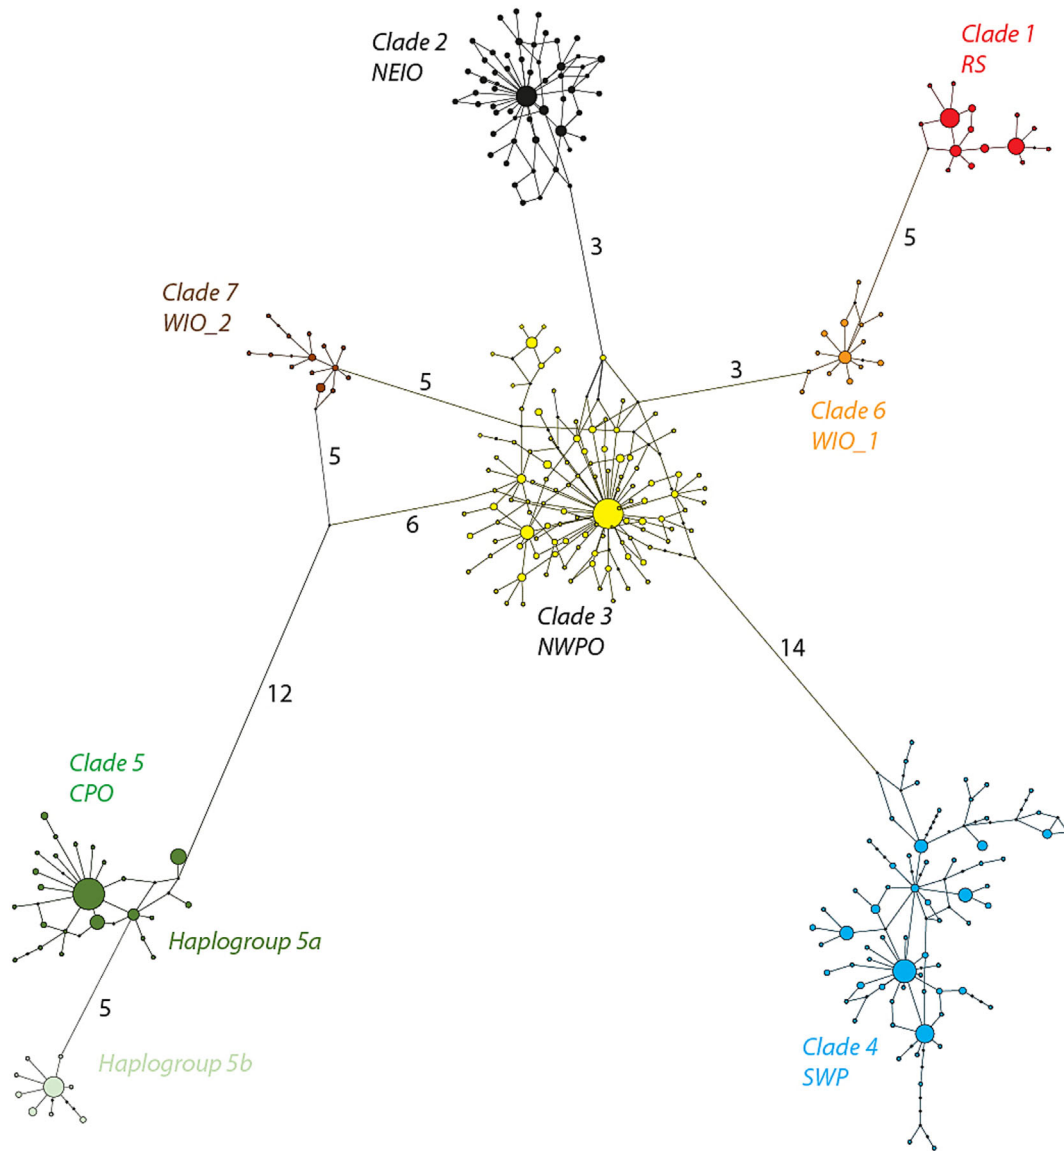 Clade 2
NEIO
Clade 1
RS
3
5
Clade 7
WIO_2
5
3
Clade 6
WIO_1
5
6
Clade 3
NWPO
14
12
Clade 5
CPO
Haplogroup 5a
5
Haplogroup 5b
Clade 4
SWP